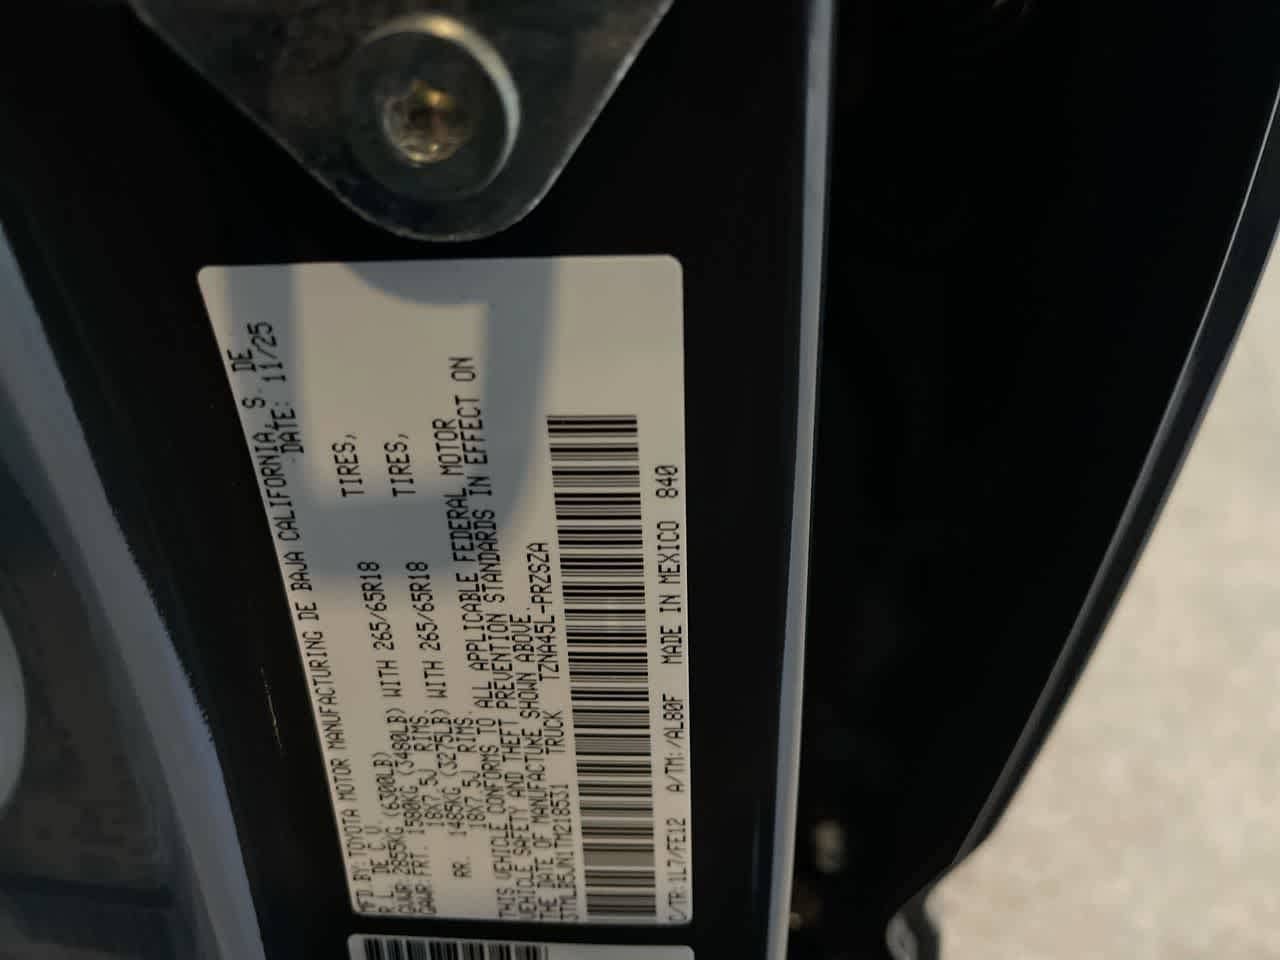 MFD.BY:TOYOTA MOTOR MANUFACTURING DE BAJA CALIFORNIA, S. DE
R.L. DE C.V. DATE: 11/25
GVWR: 2855KG (6300LB)
GAWR:FRT. 1580KG (3480LB) WITH 265/65R18 TIRES,
18X7.5J RIMS,
RR. 1485KG (3275LB) WITH 265/65R18 TIRES,
18X7.5J RIMS.
THIS VEHICLE CONFORMS TO ALL APPLICABLE FEDERAL MOTOR
VEHICLE SAFETY AND THEFT PREVENTION STANDARDS IN EFFECT ON
THE DATE OF MANUFACTURE SHOWN ABOVE.
3TMLB5JN1TM218531 TRUCK TZNA45L-PRZSZA
C/TR:1L7/FE12 A/TM:/AL80F MADE IN MEXICO 840